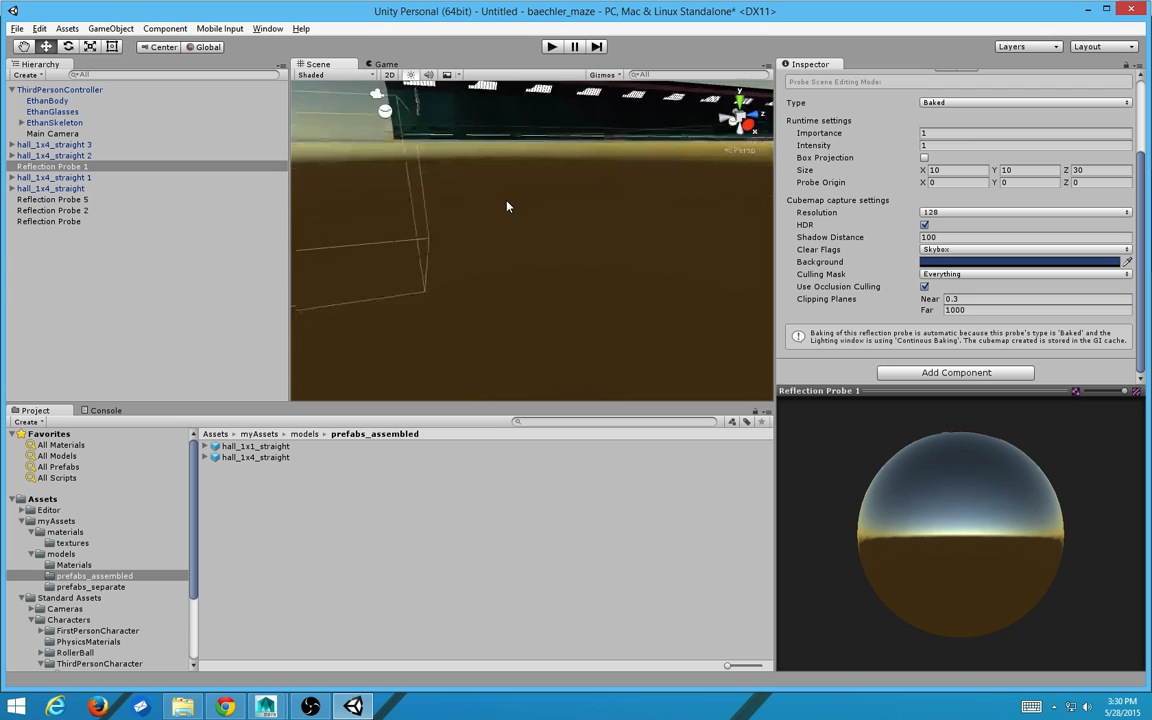 Unity Personal (64bit) - Untitled - baechler_maze - PC, Mac & Linux Standalone* <DX11>
File Edit Assets GameObject Component Mobile Input Window Help
Center Global Layers Layout
Hierarchy
Create All
ThirdPersonController
EthanBody
EthanGlasses
EthanSkeleton
Main Camera
hall_1x4_straight 3
hall_1x4_straight 2
Reflection Probe 1
hall_1x4_straight 1
hall_1x4_straight
Reflection Probe 5
Reflection Probe 2
Reflection Probe
Scene Game
Shaded 2D Gizmos All
y
z
x
Persp
Inspector
Probe Scene Editing Mode:
Type Baked
Runtime settings
Importance 1
Intensity 1
Box Projection
Size X 10 Y 10 Z 30
Probe Origin X 0 Y 0 Z 0
Cubemap capture settings
Resolution 128
HDR
Shadow Distance 100
Clear Flags Skybox
Background
Culling Mask Everything
Use Occlusion Culling
Clipping Planes Near 0.3
Far 1000
Baking of this reflection probe is automatic because this probe's type is 'Baked' and the
Lighting window is using 'Continous Baking'. The cubemap created is stored in the GI cache.
Add Component
Reflection Probe 1
Project Console
Create
Favorites
All Materials
All Models
All Prefabs
All Scripts
Assets
Editor
myAssets
materials
textures
models
Materials
prefabs_assembled
prefabs_separate
Standard Assets
Cameras
Characters
FirstPersonCharacter
PhysicsMaterials
RollerBall
ThirdPersonCharacter
Assets myAssets models prefabs_assembled
hall_1x1_straight
hall_1x4_straight
3:30 PM
5/28/2015